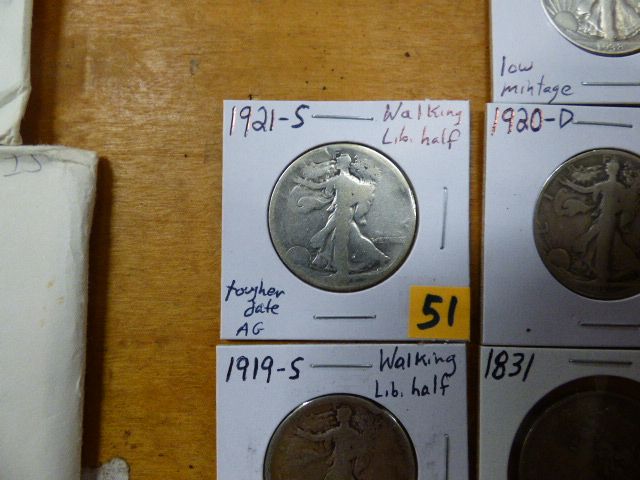 low
mintage
1921-S
Walking
Lib. half
tougher
date
AG
51
1920-D
1919-S
Walking
Lib. half
1831